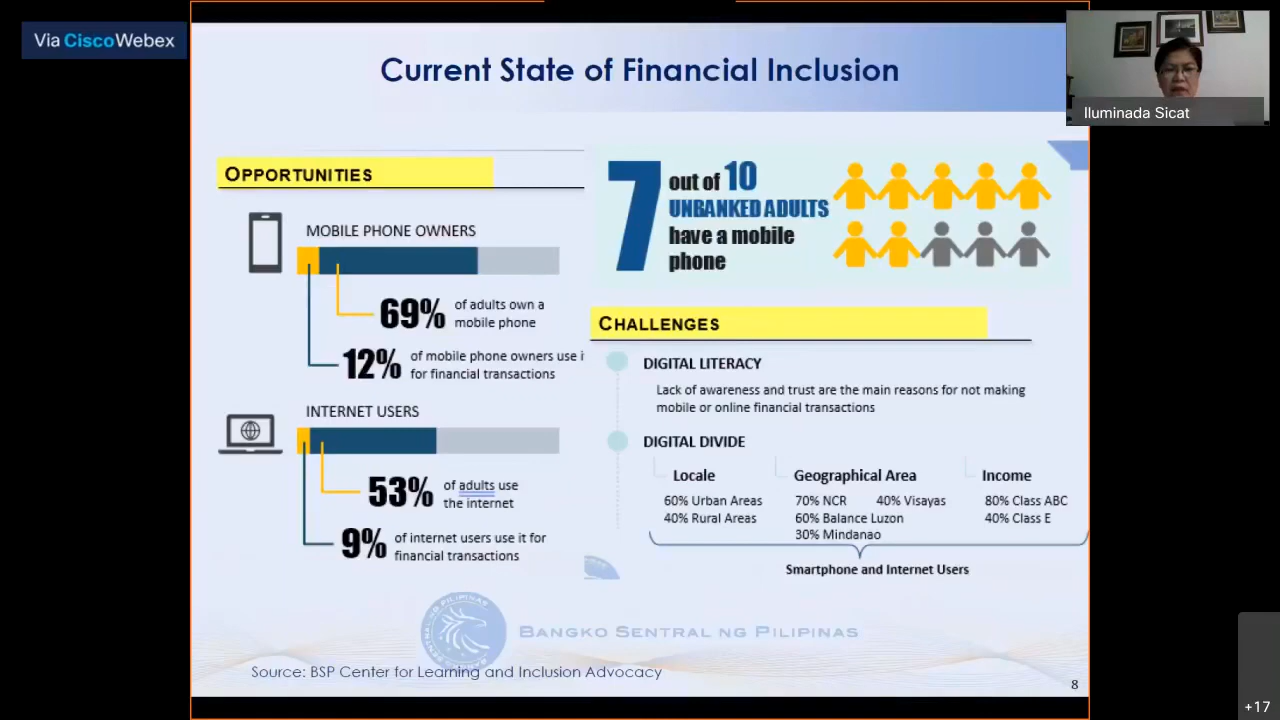 Via CiscoWebex
Current State of Financial Inclusion
Iluminada Sicat
OPPORTUNITIES
MOBILE PHONE OWNERS
69% of adults own a
mobile phone
12% of mobile phone owners use i
for financial transactions
INTERNET USERS
53% of adults use
the internet
9% of internet users use it for
financial transactions
7 out of 10
UNBANKED ADULTS
have a mobile
phone
CHALLENGES
DIGITAL LITERACY
Lack of awareness and trust are the main reasons for not making
mobile or online financial transactions
DIGITAL DIVIDE
Locale Geographical Area Income
60% Urban Areas 70% NCR 40% Visayas 80% Class ABC
40% Rural Areas 60% Balance Luzon 40% Class E
30% Mindanao
Smartphone and Internet Users
BANGKO SENTRAL NG PILIPINAS
Source: BSP Center for Learning and Inclusion Advocacy
8
+17